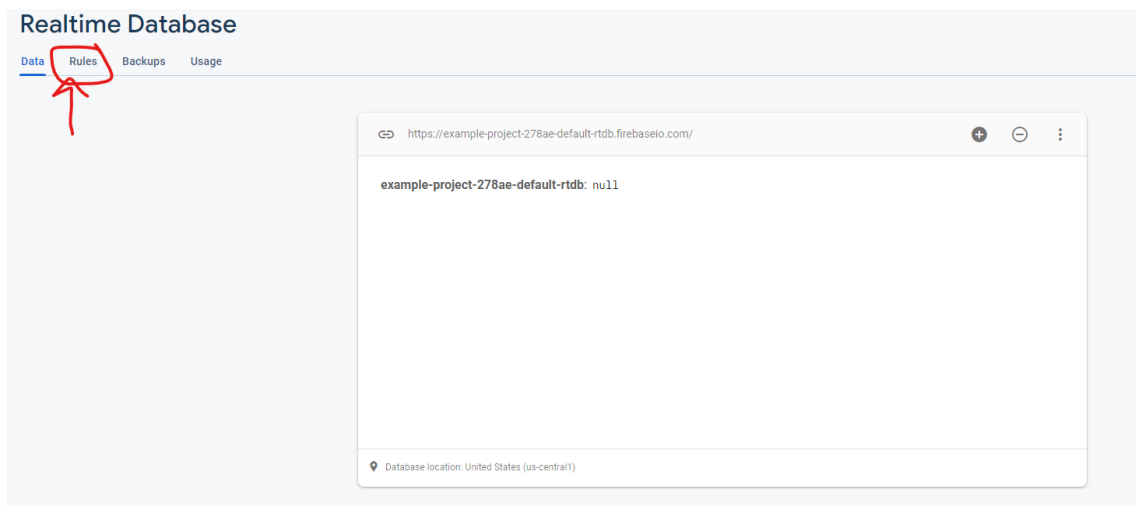 Realtime Database
Data Rules Backups Usage
https://example-project-278ae-default-rtdb.firebaseio.com/
example-project-278ae-default-rtdb: null
Database location: United States (us-central1)